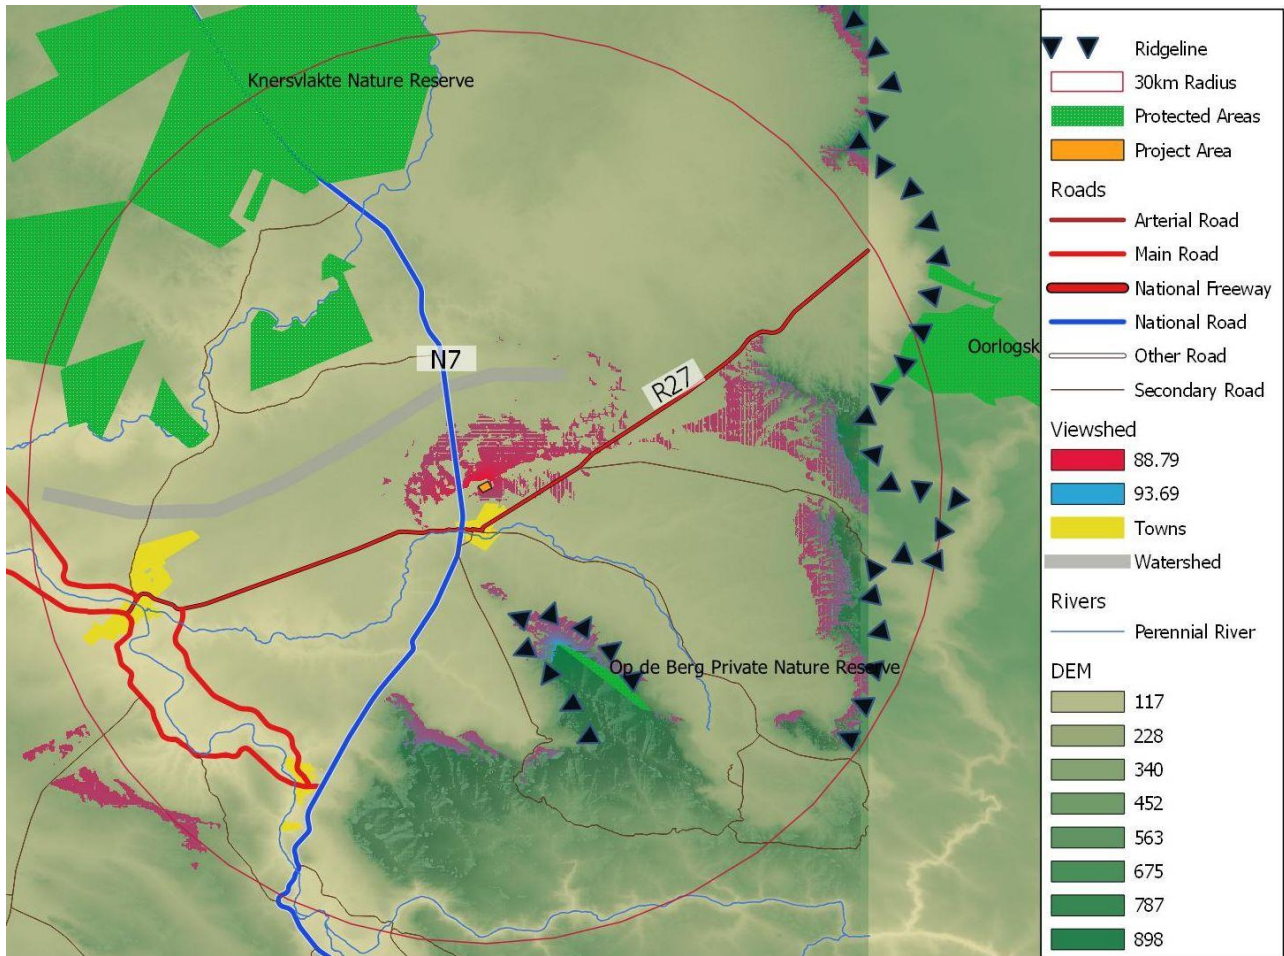 Knersvlakte Nature Reserve
N7
R27
Oorlogsk
Op de Berg Private Nature Reserve
Ridgeline
30km Radius
Protected Areas
Project Area
Roads
Arterial Road
Main Road
National Freeway
National Road
Other Road
Secondary Road
Viewshed
88.79
93.69
Towns
Watershed
Rivers
Perennial River
DEM
117
228
340
452
563
675
787
898